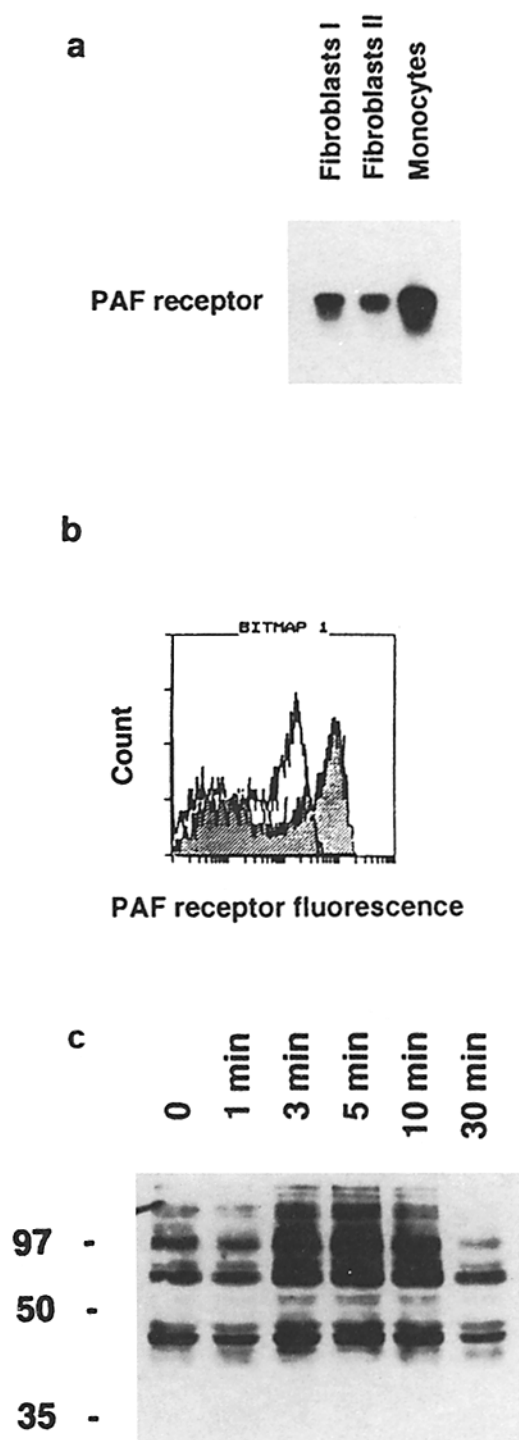 a
Fibroblasts I
Fibroblasts II
Monocytes
PAF receptor
b
BITMAP 1
Count
PAF receptor fluorescence
c
0
1 min
3 min
5 min
10 min
30 min
97 -
50 -
35 -